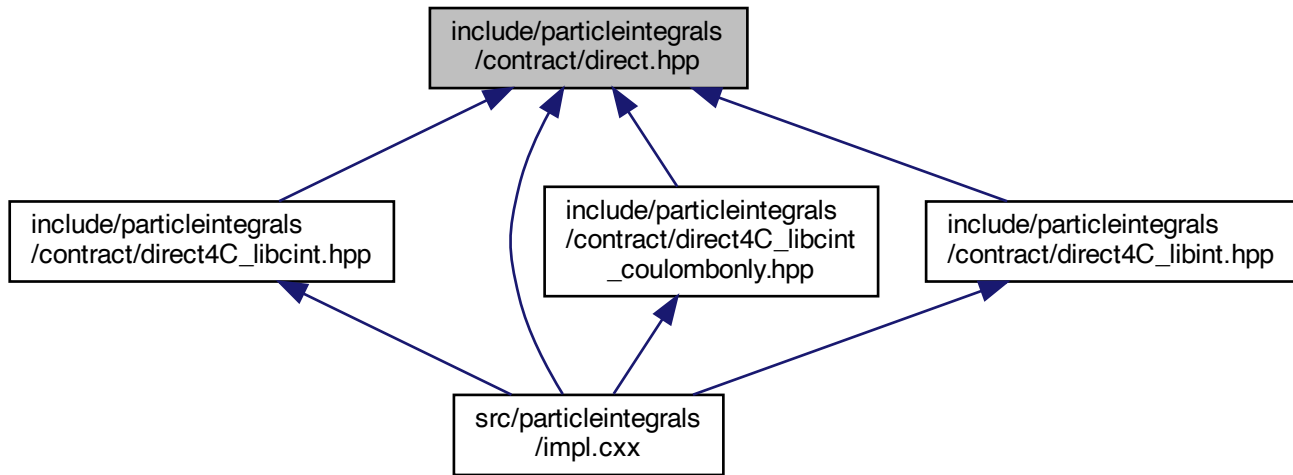 include/particleintegrals
/contract/direct.hpp
include/particleintegrals
/contract/direct4C_libcint.hpp
include/particleintegrals
/contract/direct4C_libcint
_coulombonly.hpp
include/particleintegrals
/contract/direct4C_libint.hpp
src/particleintegrals
/impl.cxx